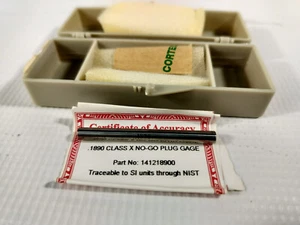 CORTE
Certificate of Accuracy
.1890 CLASS X NO-GO PLUG GAGE
Part No: 141218900
Traceable to SI units through NIST